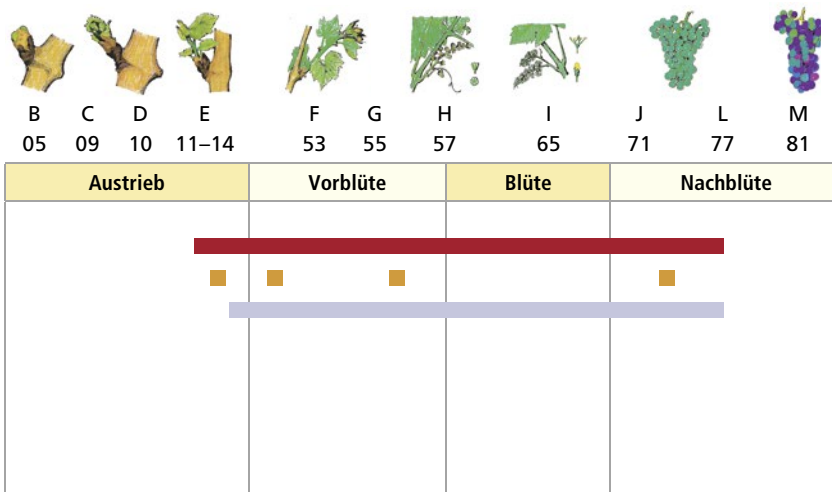 B C D E F G H I J L M
05 09 10 11–14 53 55 57 65 71 77 81
Austrieb Vorblüte Blüte Nachblüte